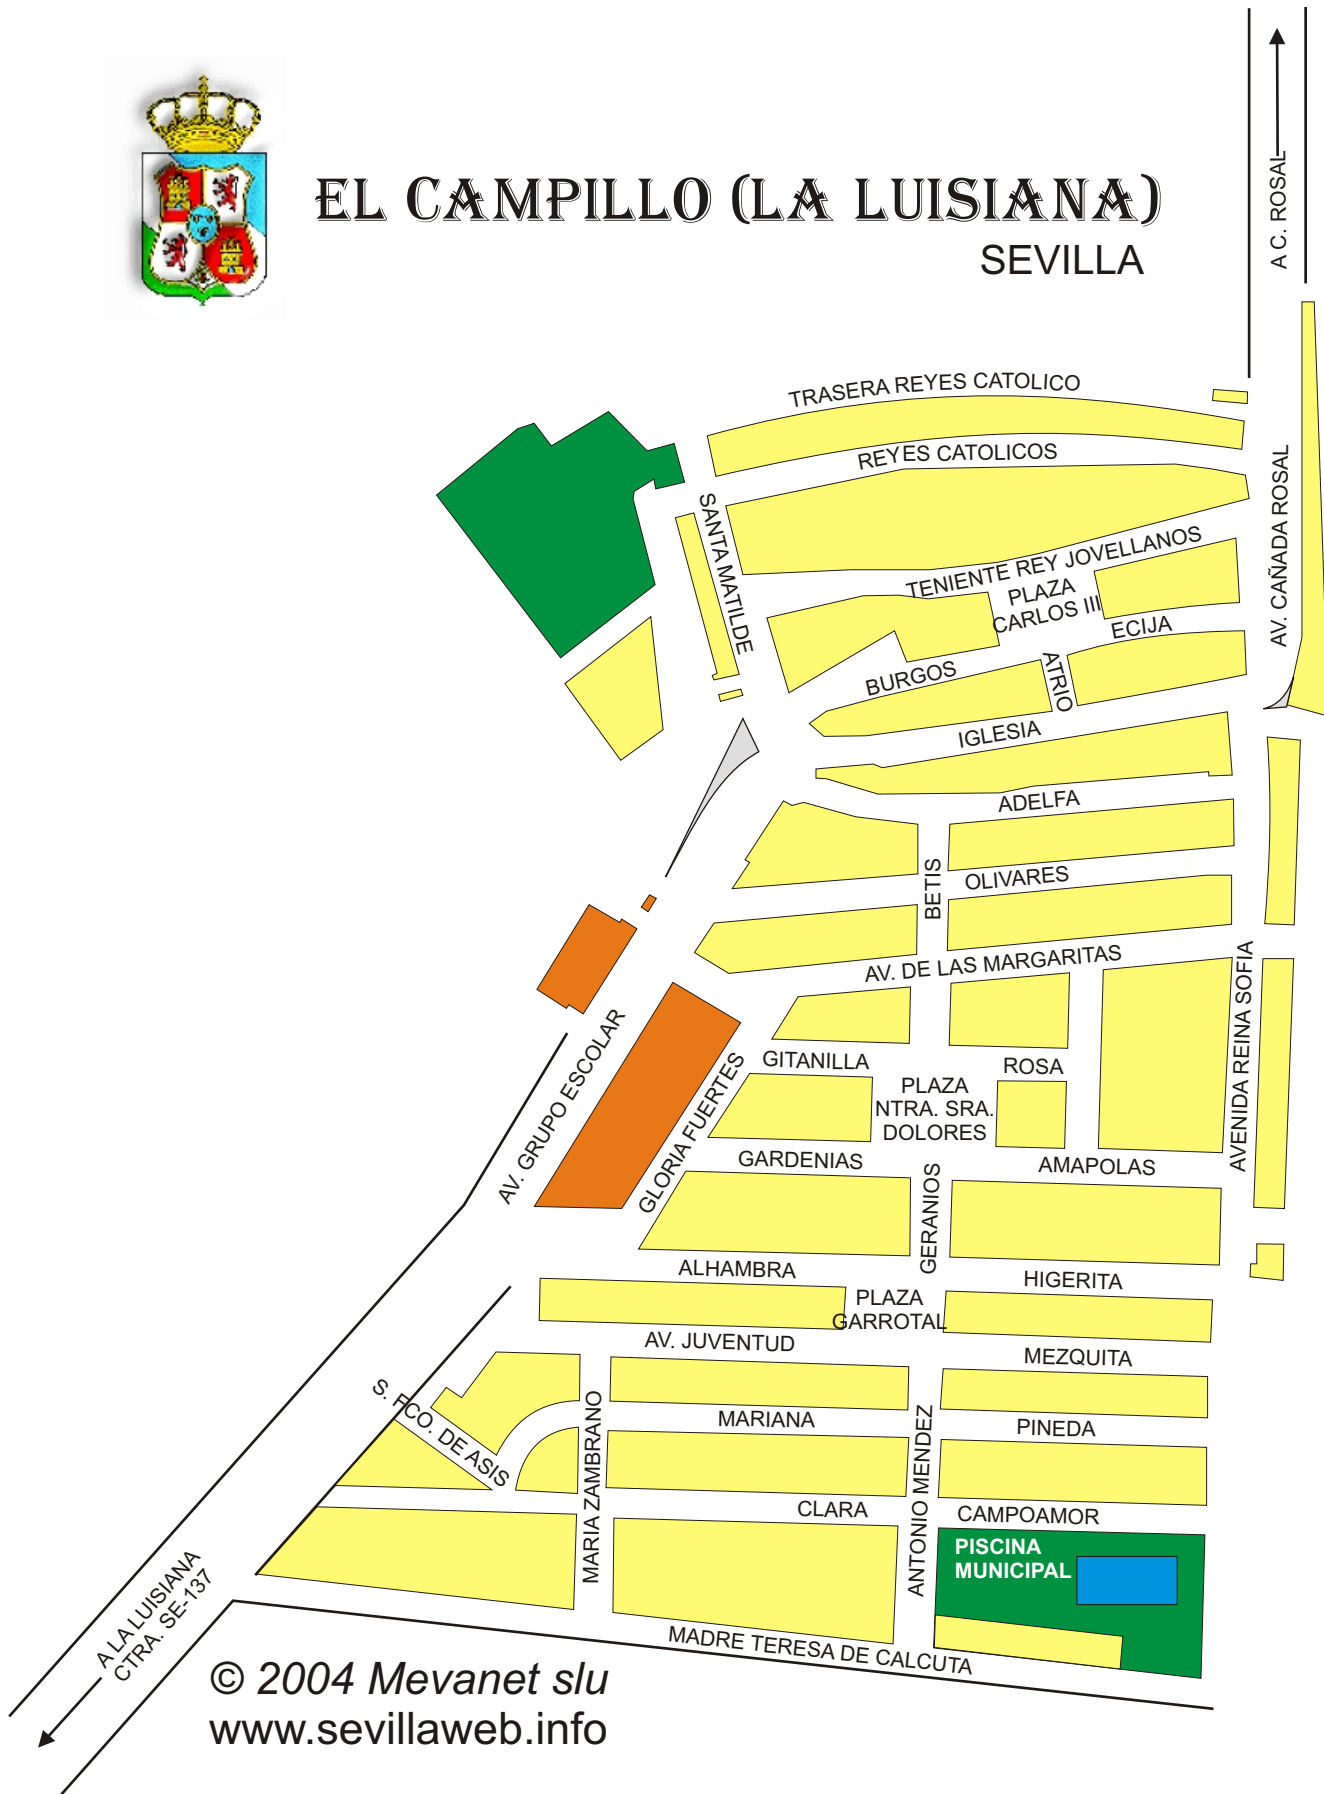 EL CAMPILLO (LA LUISIANA)
SEVILLA
A C. ROSAL
TRASERA REYES CATOLICO
REYES CATOLICOS
SANTA MATILDE
AV. CAÑADA ROSAL
TENIENTE REY JOVELLANOS
PLAZA
CARLOS III
ECIJA
BURGOS
ATRIO
IGLESIA
ADELFA
BETIS
OLIVARES
AV. DE LAS MARGARITAS
AVENIDA REINA SOFIA
AV. GRUPO ESCOLAR
GLORIA FUERTES
GITANILLA
ROSA
PLAZA
NTRA. SRA.
DOLORES
GARDENIAS
AMAPOLAS
GERANIOS
ALHAMBRA
HIGERITA
PLAZA
GARROTAL
AV. JUVENTUD
MEZQUITA
S. FCO. DE ASIS
MARIA ZAMBRANO
MARIANA
PINEDA
ANTONIO MENDEZ
CLARA
CAMPOAMOR
PISCINA
MUNICIPAL
MADRE TERESA DE CALCUTA
A LA LUISIANA
CTRA. SE-137
© 2004 Mevanet slu
www.sevillaweb.info